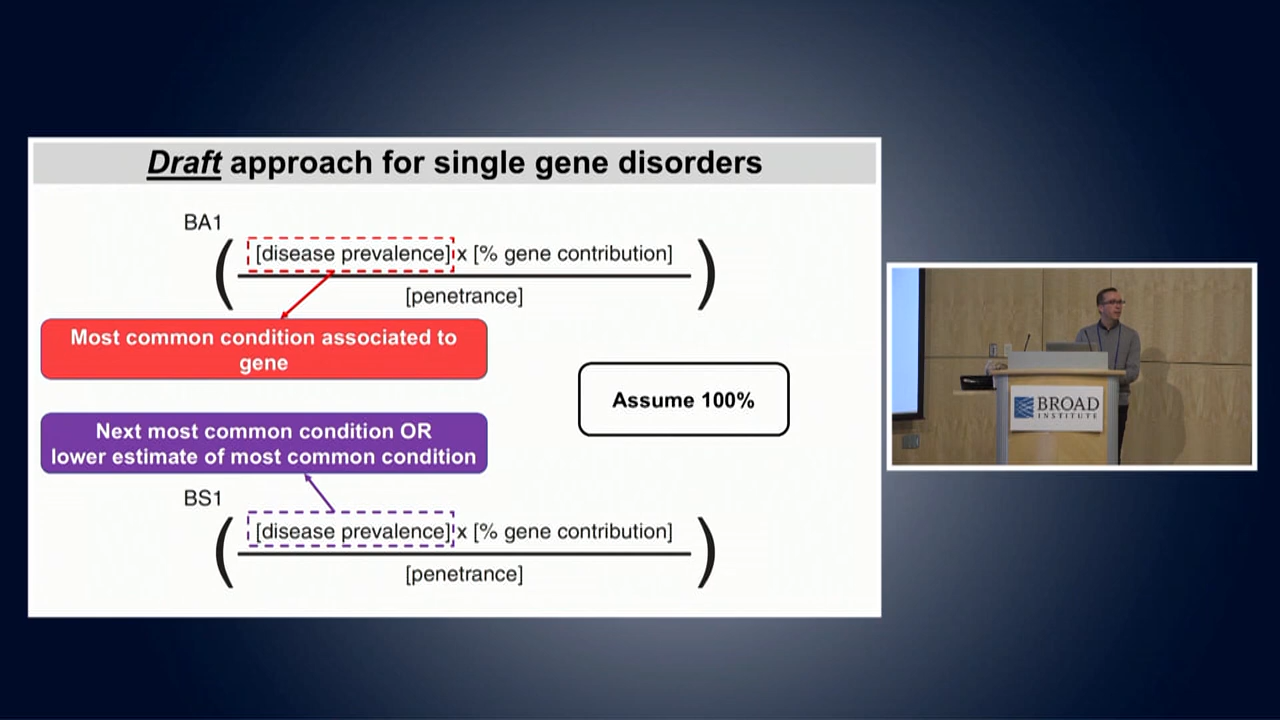 Draft approach for single gene disorders
BA1
( [disease prevalence] x [% gene contribution] )
[penetrance]
Most common condition associated to
gene
Assume 100%
Next most common condition OR
lower estimate of most common condition
BS1
( [disease prevalence] x [% gene contribution] )
[penetrance]
BROAD
INSTITUTE